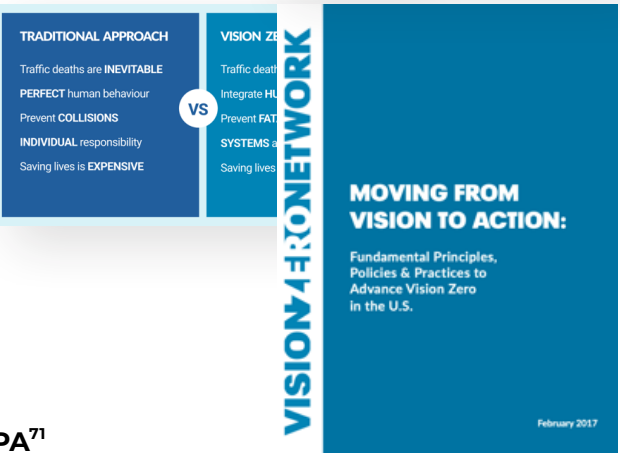 TRADITIONAL APPROACH
Traffic deaths are INEVITABLE
PERFECT human behaviour
Prevent COLLISIONS
INDIVIDUAL responsibility
Saving lives is EXPENSIVE
VS
VISION ZE
Traffic death
Integrate HU
Prevent FAT
SYSTEMS a
Saving lives
VISION ZERO NETWORK
MOVING FROM
VISION TO ACTION:
Fundamental Principles,
Policies & Practices to
Advance Vision Zero
in the U.S.
February 2017
PA71